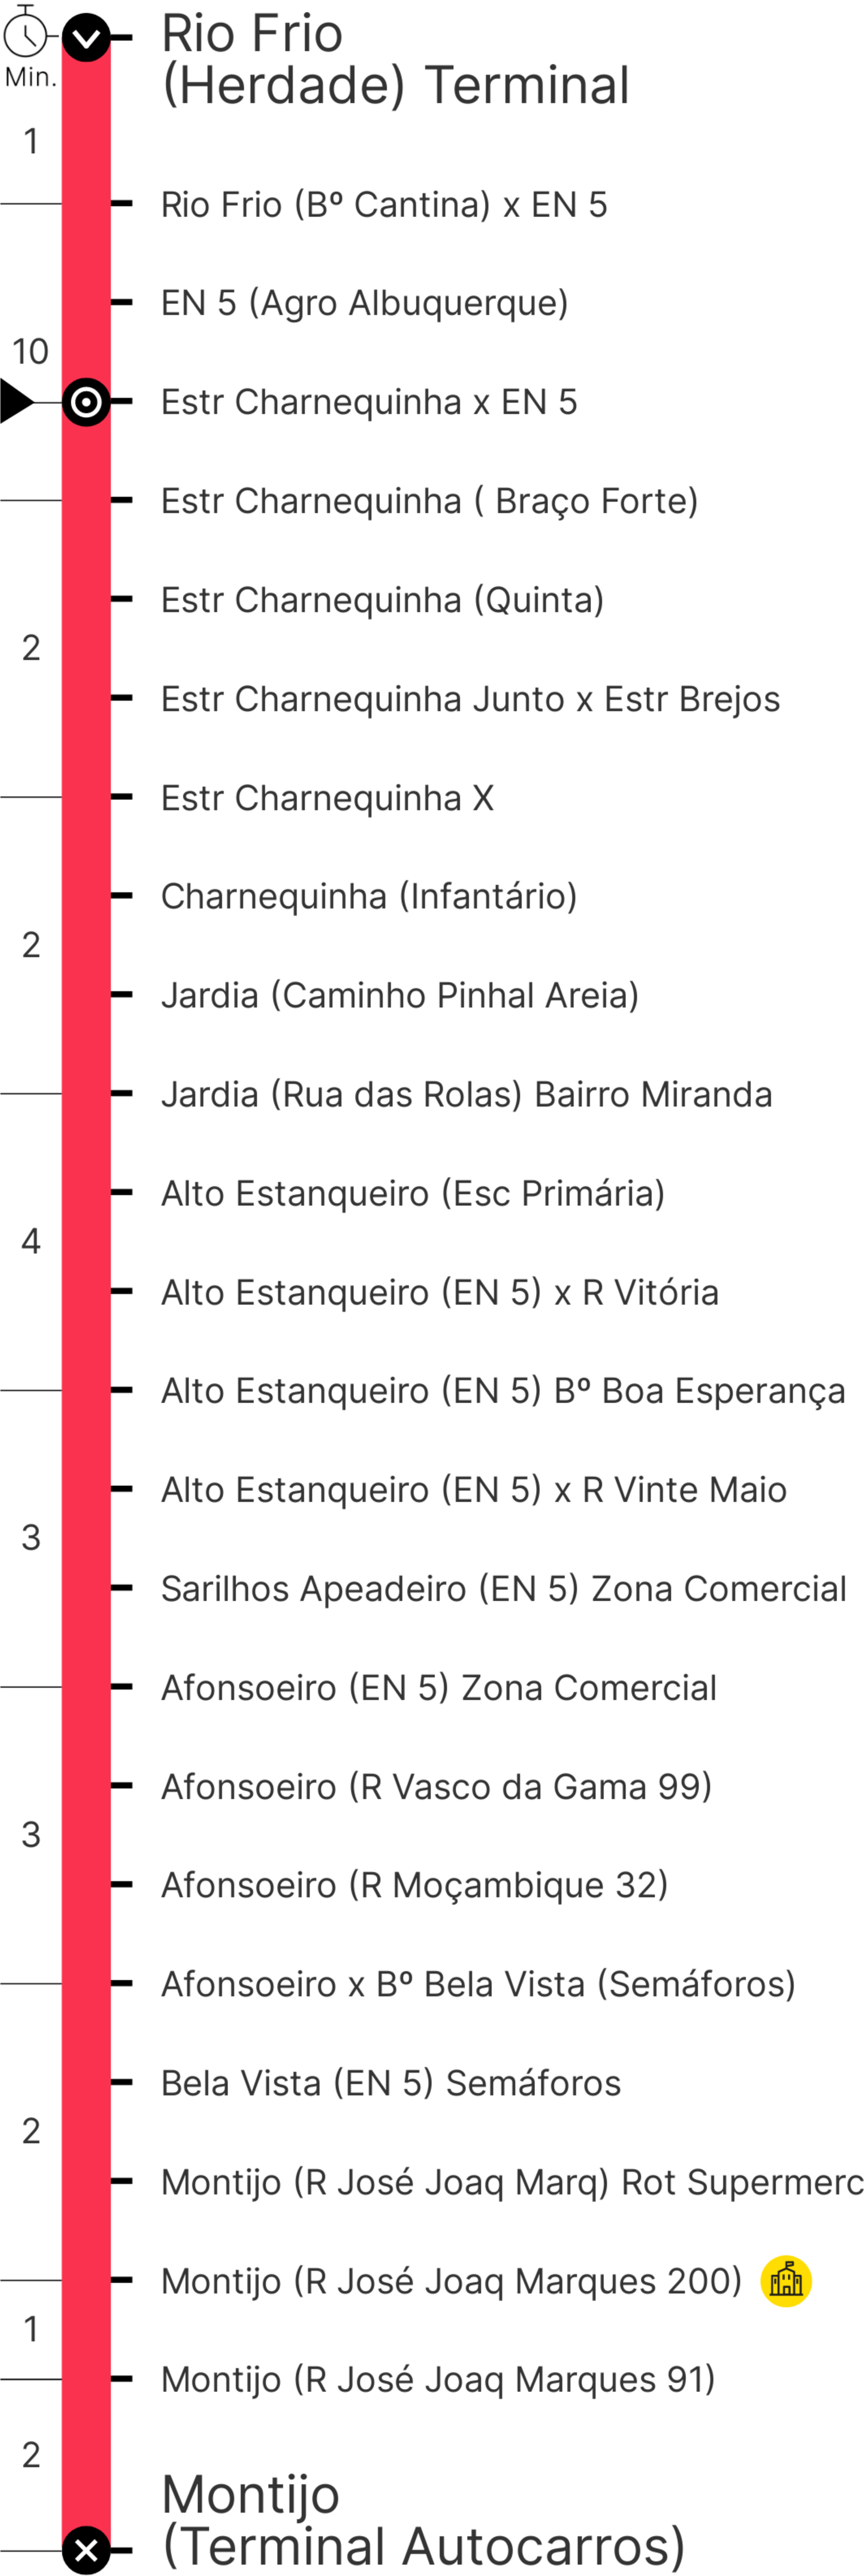 Rio Frio
(Herdade) Terminal
Min.
1
Rio Frio (Bº Cantina) x EN 5
EN 5 (Agro Albuquerque)
10
Estr Charnequinha x EN 5
Estr Charnequinha ( Braço Forte)
Estr Charnequinha (Quinta)
2
Estr Charnequinha Junto x Estr Brejos
Estr Charnequinha X
Charnequinha (Infantário)
2
Jardia (Caminho Pinhal Areia)
Jardia (Rua das Rolas) Bairro Miranda
Alto Estanqueiro (Esc Primária)
4
Alto Estanqueiro (EN 5) x R Vitória
Alto Estanqueiro (EN 5) Bº Boa Esperança
Alto Estanqueiro (EN 5) x R Vinte Maio
3
Sarilhos Apeadeiro (EN 5) Zona Comercial
Afonsoeiro (EN 5) Zona Comercial
Afonsoeiro (R Vasco da Gama 99)
3
Afonsoeiro (R Moçambique 32)
Afonsoeiro x Bº Bela Vista (Semáforos)
Bela Vista (EN 5) Semáforos
2
Montijo (R José Joaq Marq) Rot Supermerc
Montijo (R José Joaq Marques 200)
1
Montijo (R José Joaq Marques 91)
2
Montijo
(Terminal Autocarros)